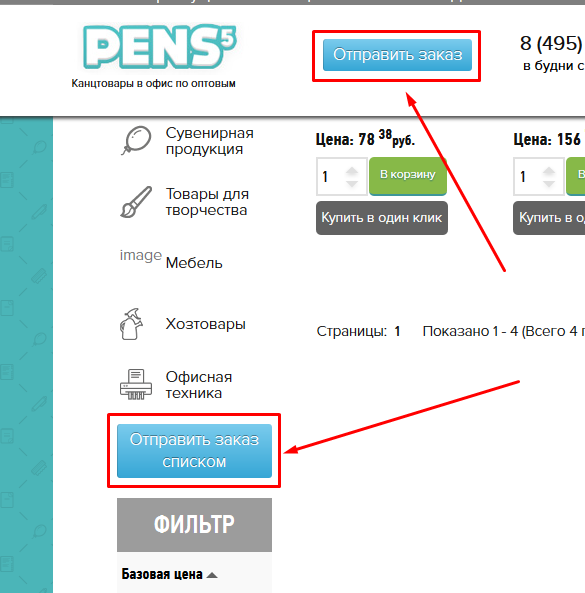 PENS5
Канцтовары в офис по оптовым
Отправить заказ
8 (495)
в будни с
Сувенирная
продукция
Товары для
творчества
image Мебель
Хозтовары
Офисная
техника
Отправить заказ
списком
ФИЛЬТР
Базовая цена
Цена: 78 38руб.
1
В корзину
Купить в один клик
Цена: 156
1
В
Купить в о
Страницы: 1
Показано 1 - 4 (Всего 4